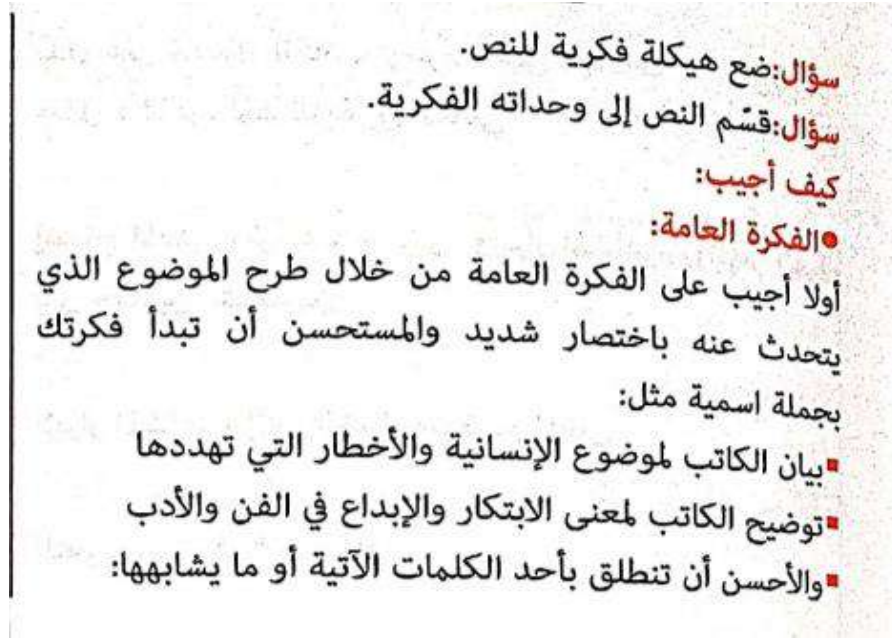 سؤال:ضع هيكلة فكرية للنص.
سؤال:قسّم النص إلى وحداته الفكرية.
كيف أجيب:
●الفكرة العامة:
أولا أجيب على الفكرة العامة من خلال طرح الموضوع الذي
يتحدث عنه باختصار شديد والمستحسن أن تبدأ فكرتك
بجملة اسمية مثل:
▪بيان الكاتب لموضوع الإنسانية والأخطار التي تهددها
▪توضيح الكاتب لمعنى الابتكار والإبداع في الفن والأدب
▪والأحسن أن تنطلق بأحد الكلمات الآتية أو ما يشابهها: